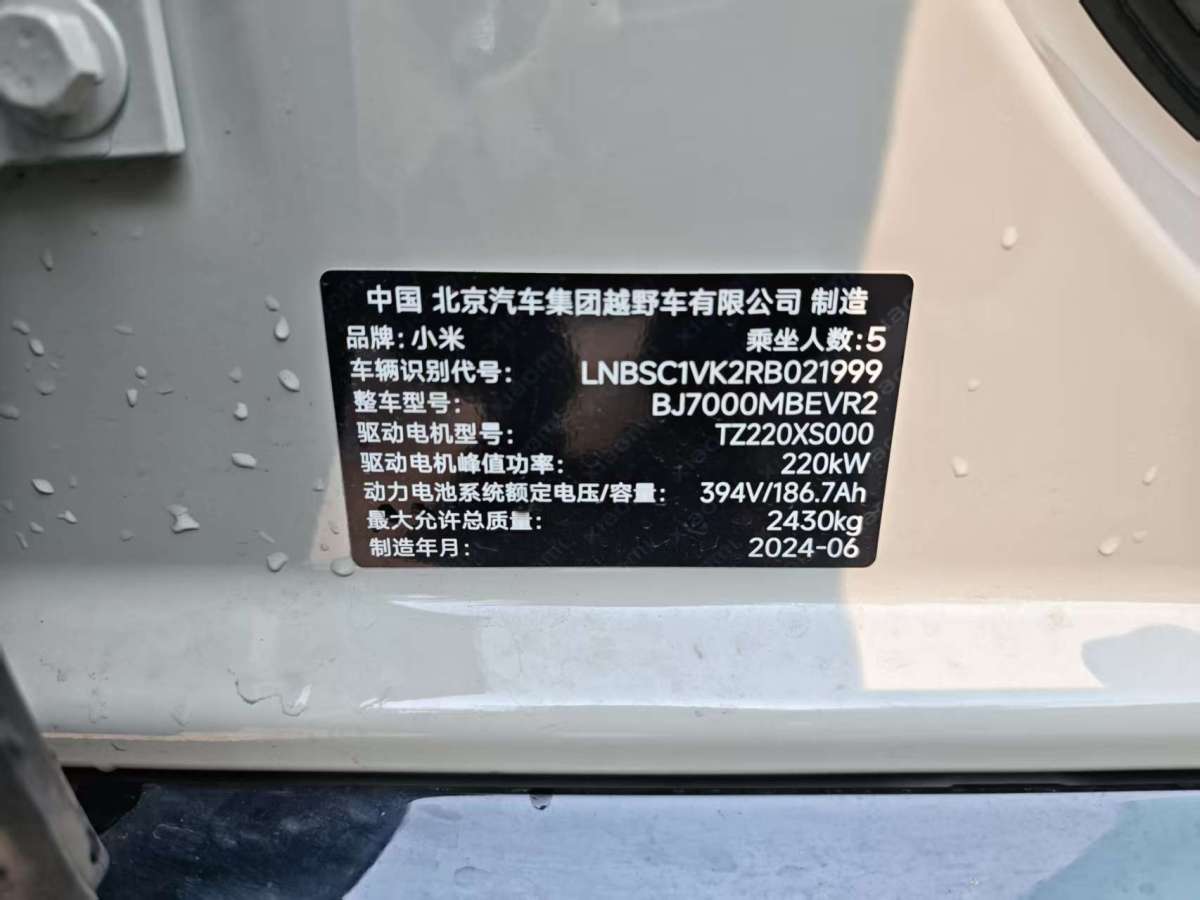 中国 北京汽车集团越野车有限公司 制造
品牌: 小米 乘坐人数: 5
车辆识别代号: LNBSC1VK2RB021999
整车型号: BJ7000MBEVR2
驱动电机型号: TZ220XS000
驱动电机峰值功率: 220kW
动力电池系统额定电压/容量: 394V/186.7Ah
最大允许总质量: 2430kg
制造年月: 2024-06